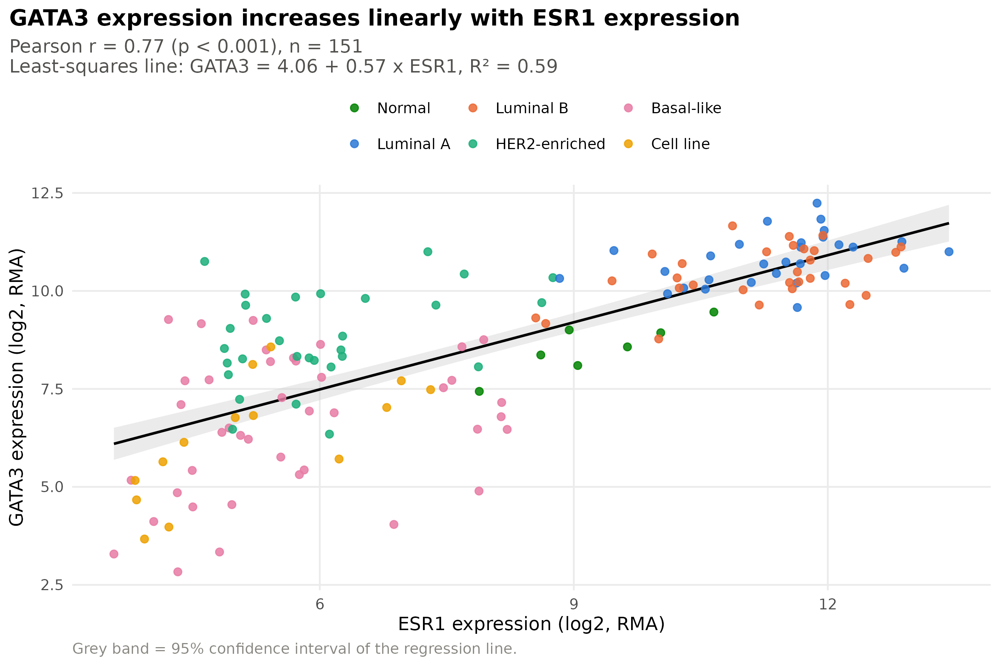 GATA3 expression increases linearly with ESR1 expression
Pearson r = 0.77 (p < 0.001), n = 151
Least-squares line: GATA3 = 4.06 + 0.57 x ESR1, R² = 0.59
Normal
Luminal B
Basal-like
Luminal A
HER2-enriched
Cell line
GATA3 expression (log2, RMA)
12.5
10.0
7.5
5.0
2.5
6
9
12
ESR1 expression (log2, RMA)
Grey band = 95% confidence interval of the regression line.